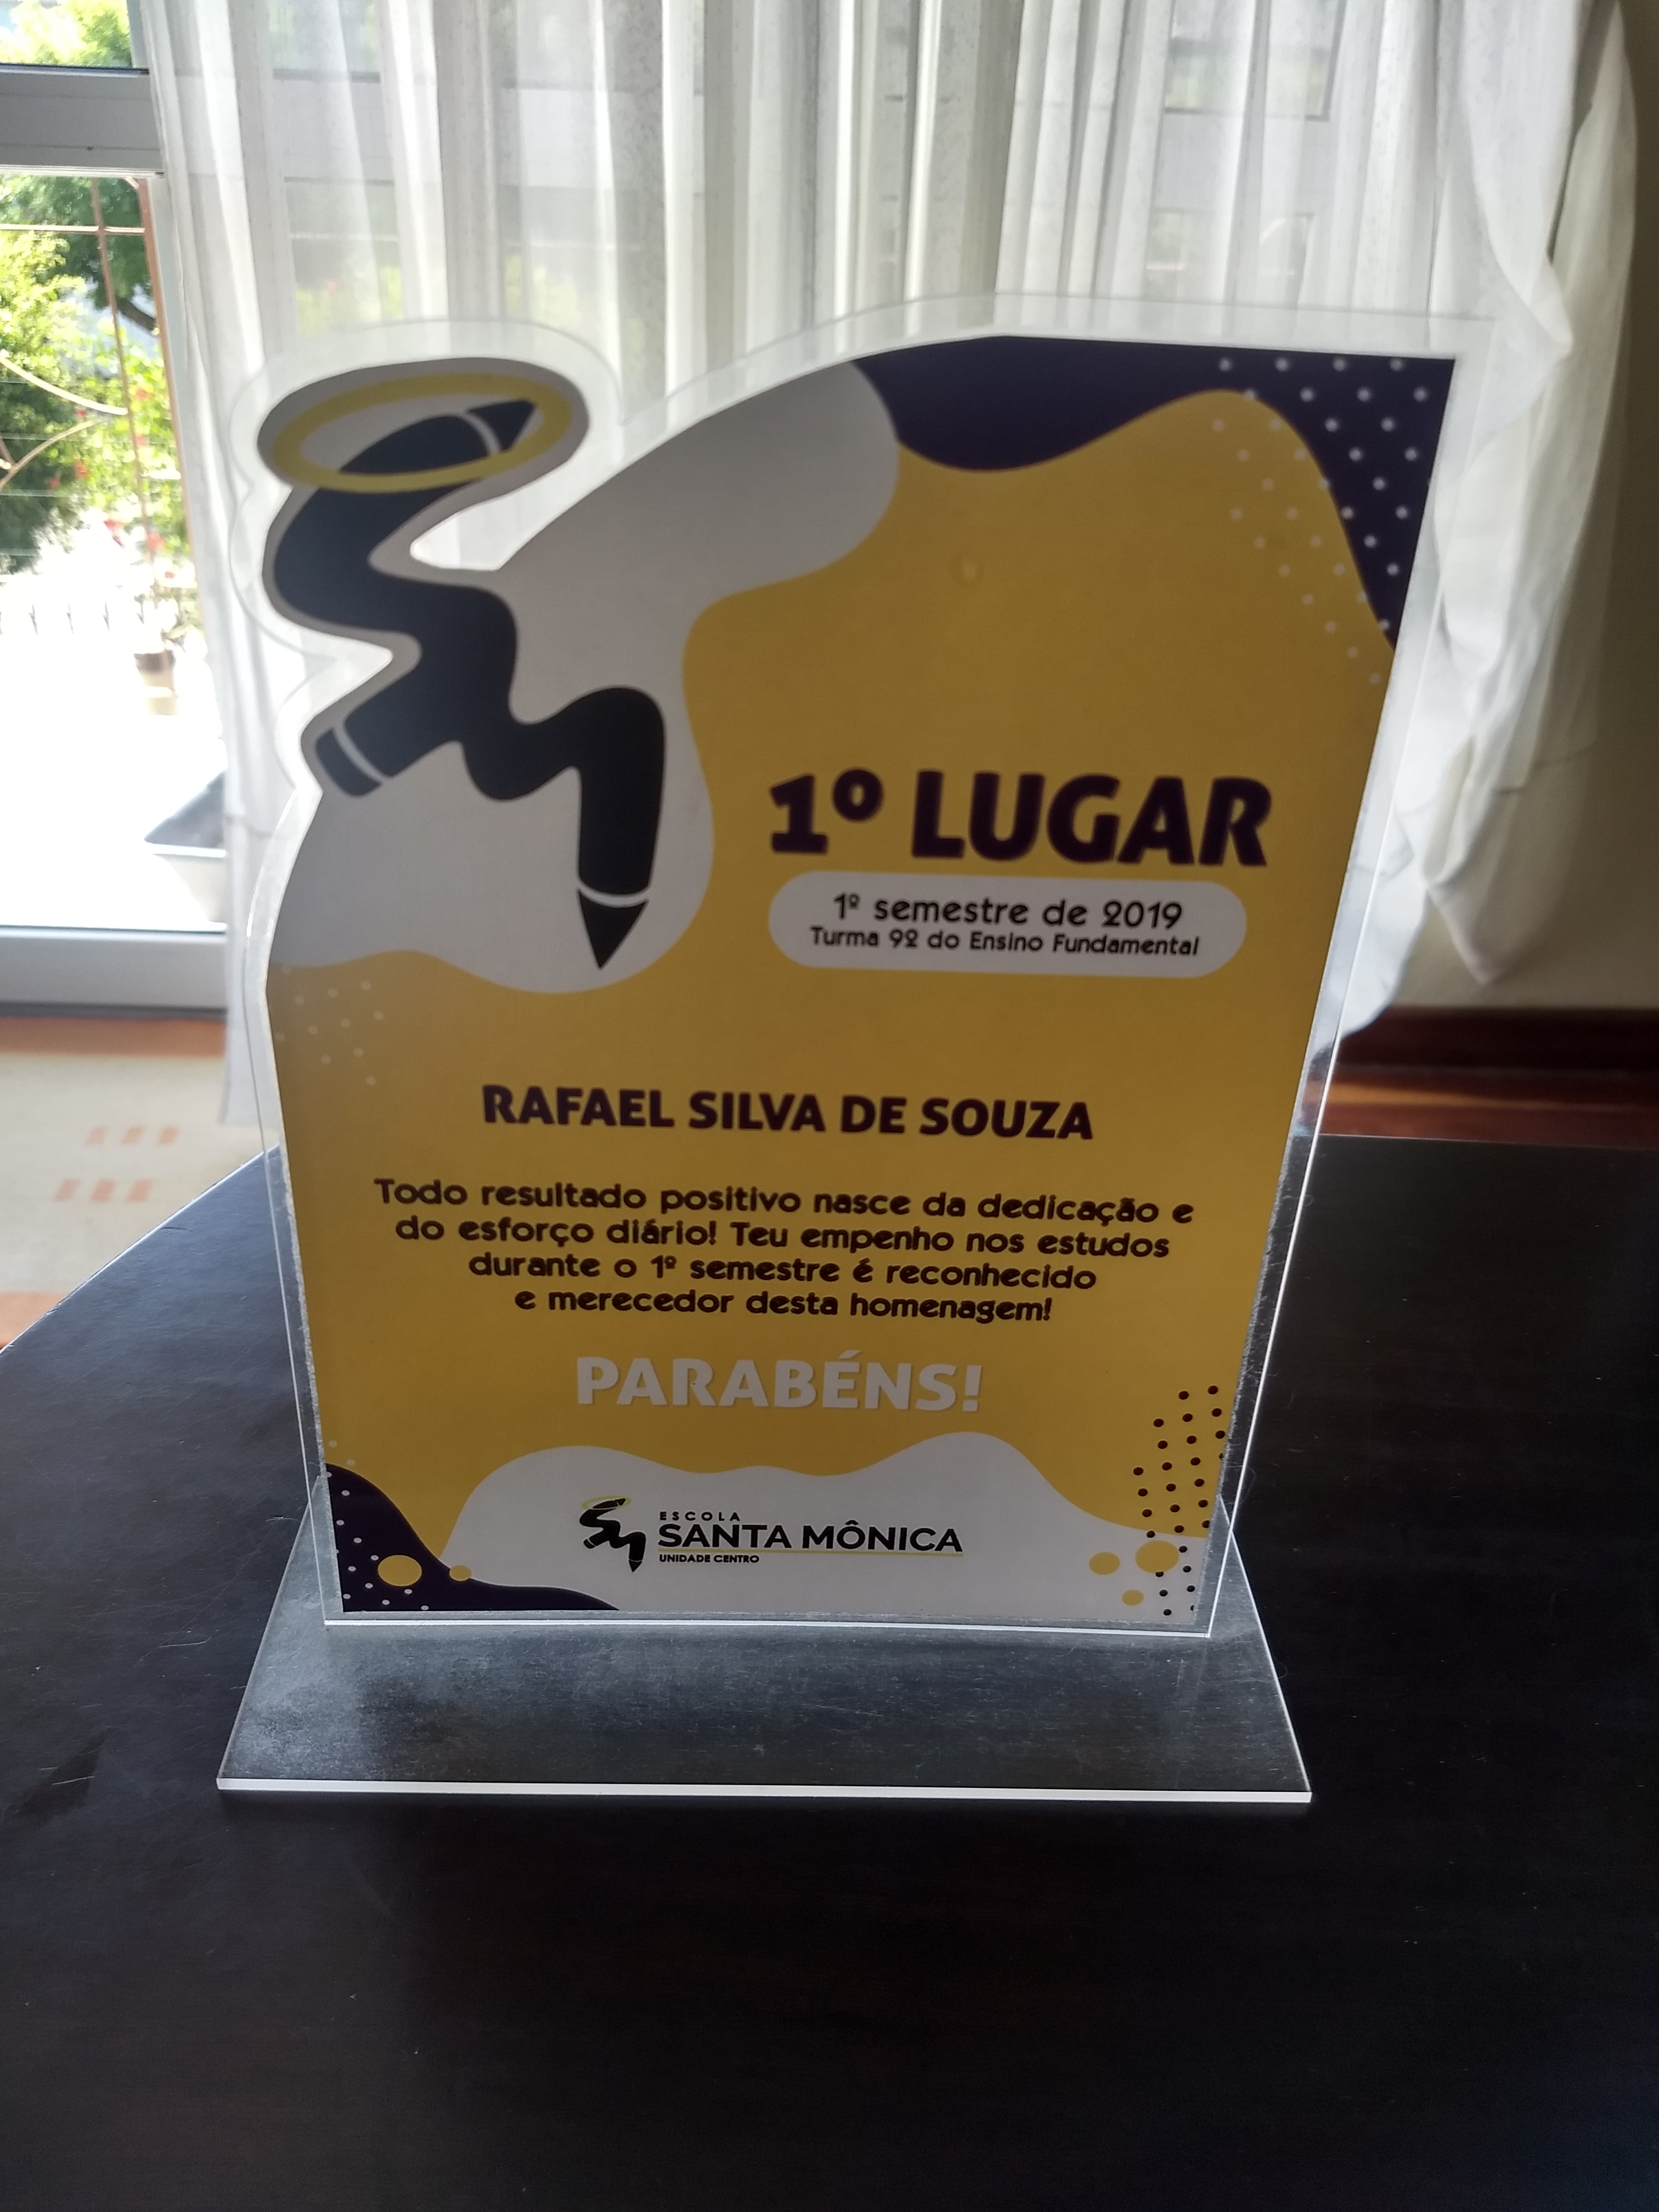 1º LUGAR
1º semestre de 2019
Turma 92 do Ensino Fundamental
RAFAEL SILVA DE SOUZA
Todo resultado positivo nasce da dedicação e
do esforço diário! Teu empenho nos estudos
durante o 1º semestre é reconhecido
e merecedor desta homenagem!
PARABÉNS!
ESCOLA
SANTA MÔNICA
UNIDADE CENTRO